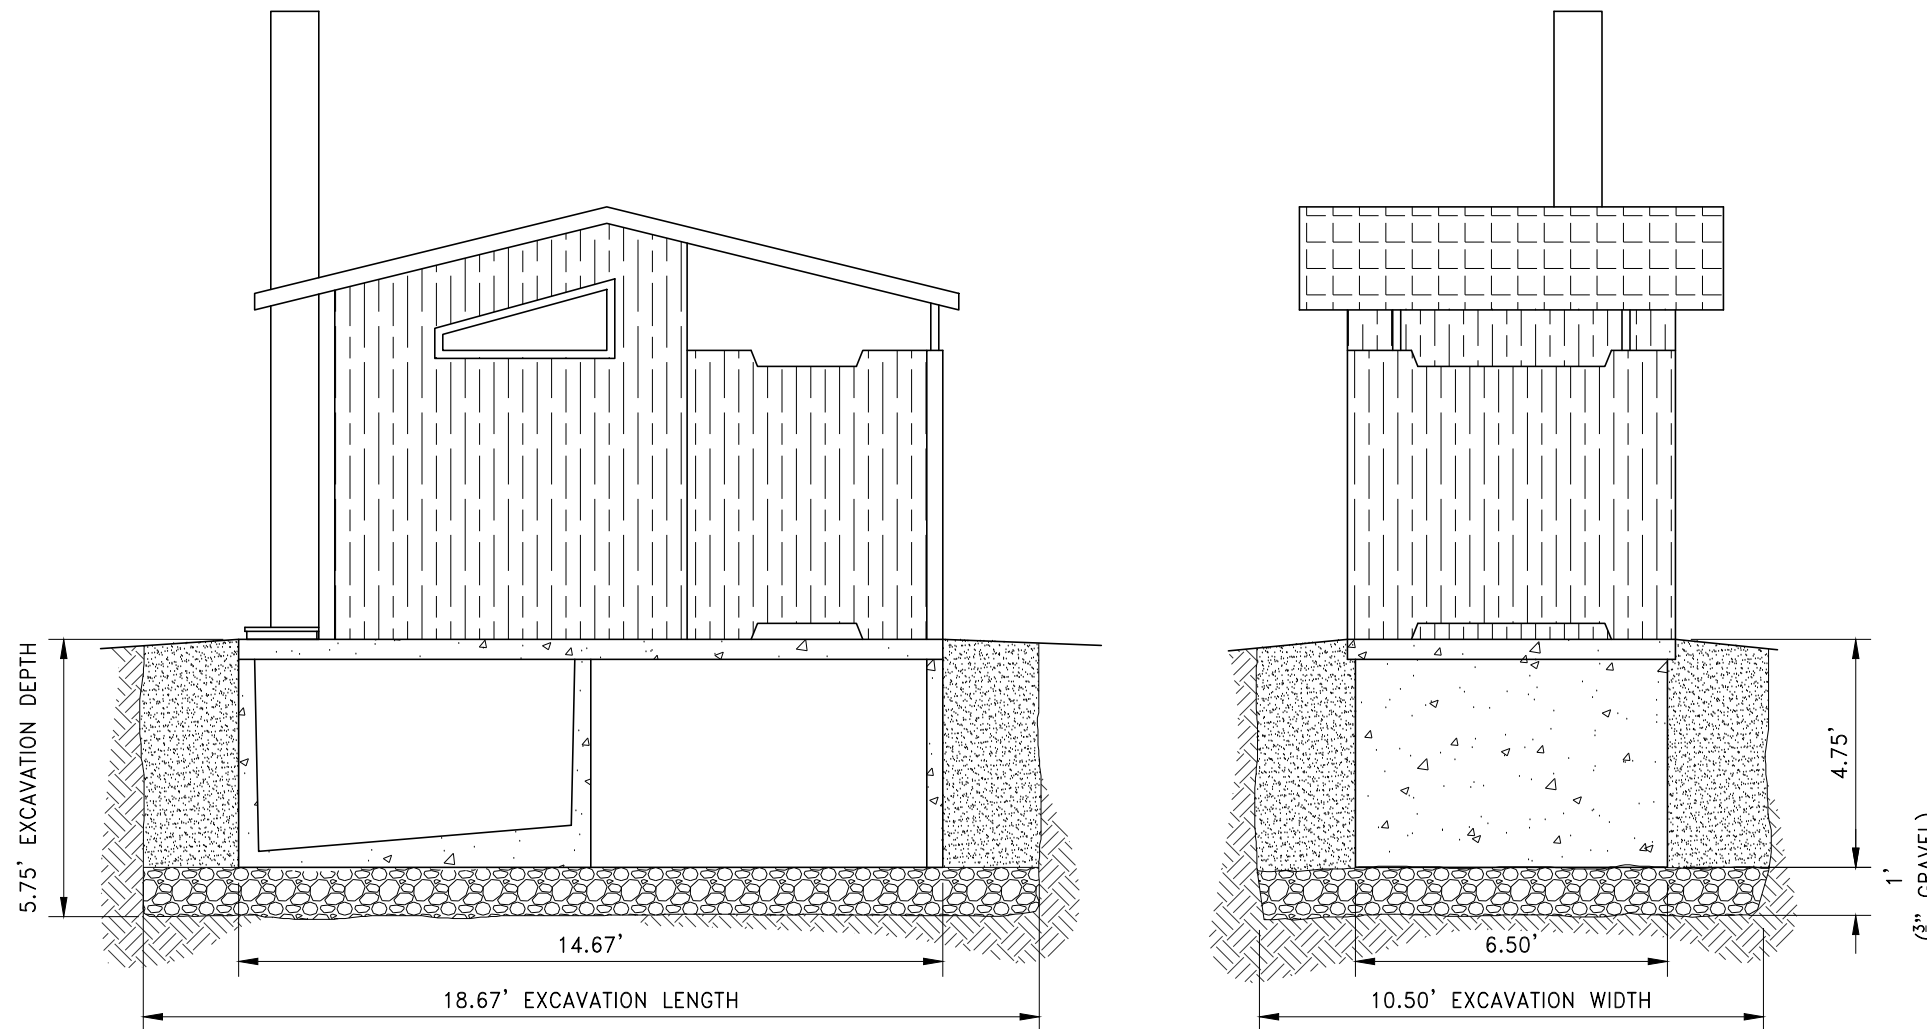 5.75' EXCAVATION DEPTH
14.67'
18.67' EXCAVATION LENGTH
6.50'
10.50' EXCAVATION WIDTH
4.75'
1'
(3" GRAVEL)